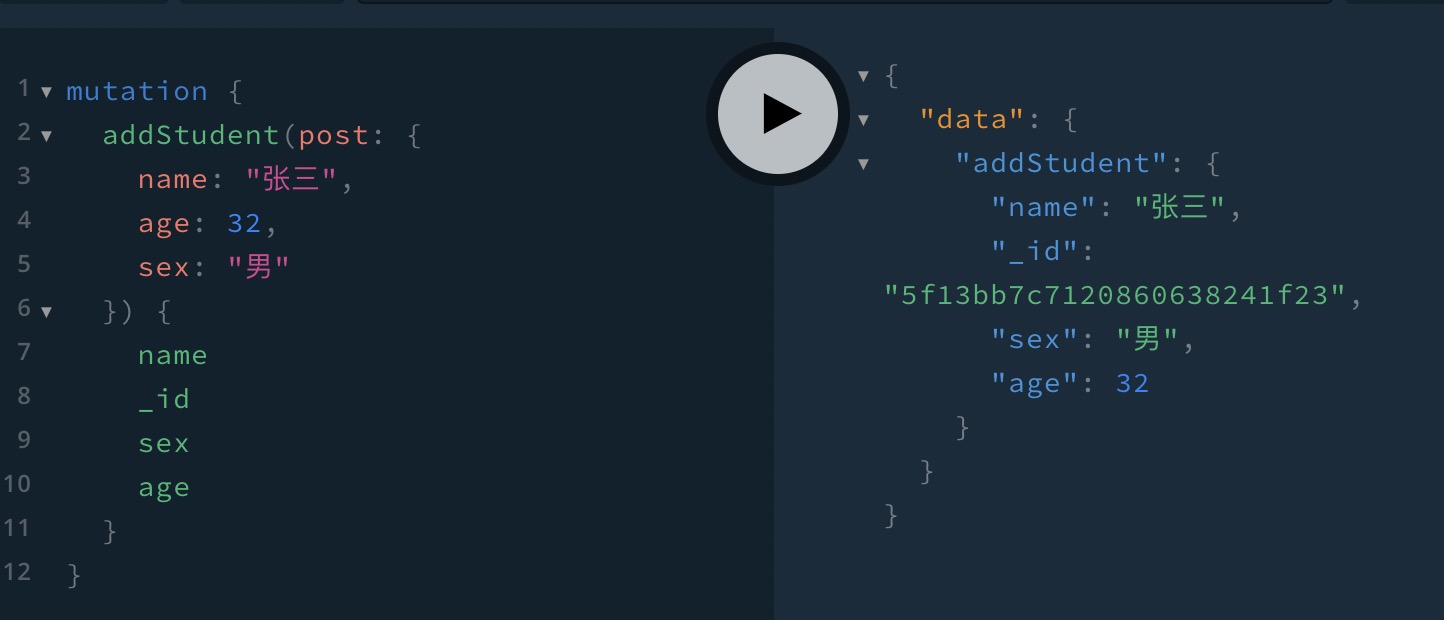 1 mutation {
2 addStudent(post: {
3 name: "张三",
4 age: 32,
5 sex: "男"
6 }) {
7 name
8 _id
9 sex
10 age
11 }
12 }
{
"data": {
"addStudent": {
"name": "张三",
"_id":
"5f13bb7c7120860638241f23",
"sex": "男",
"age": 32
}
}
}